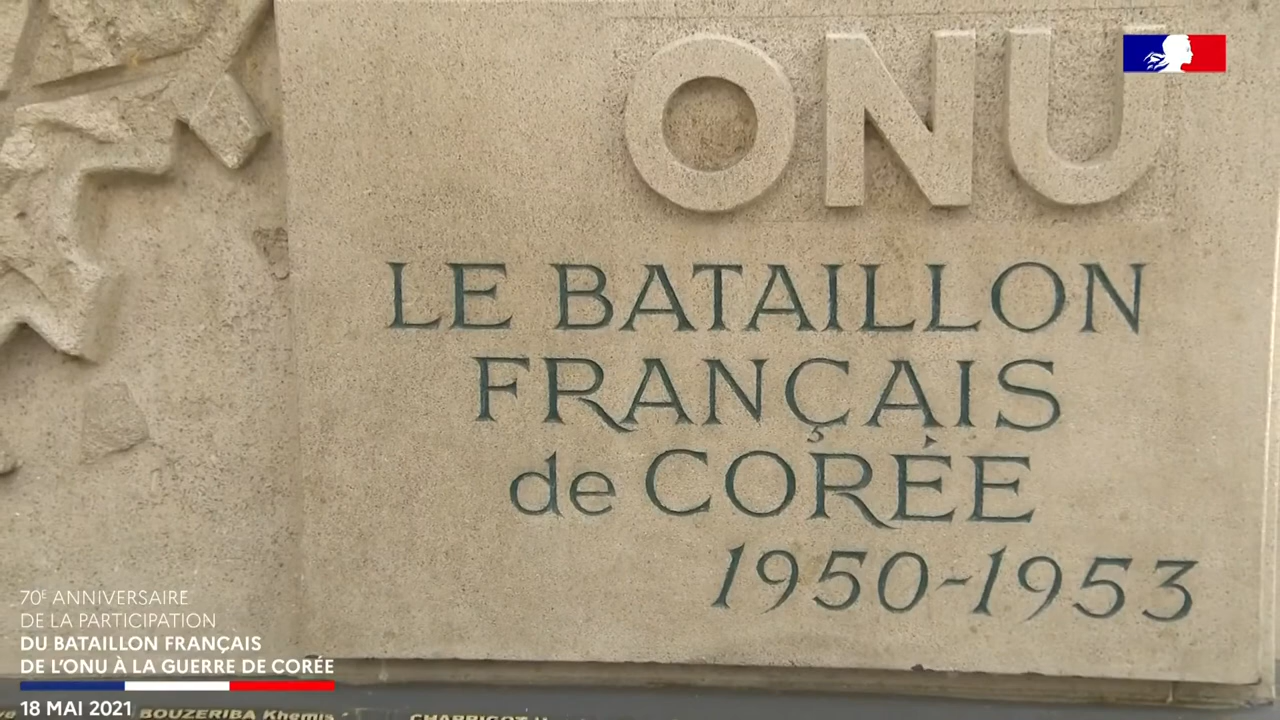 ONU
LE BATAILLON
FRANÇAIS
de CORÉE
1950-1953
70E ANNIVERSAIRE
DE LA PARTICIPATION
DU BATAILLON FRANÇAIS
DE L'ONU À LA GUERRE DE CORÉE
18 MAI 2021
BOUZERIBA Khemis